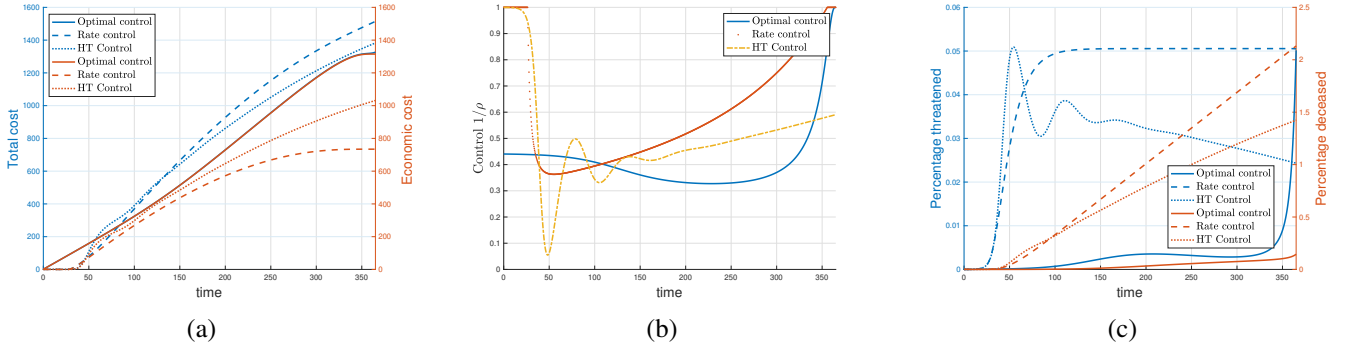 1600
1400
1200
1000
800
600
400
200
0
Total cost
Optimal control
Rate control
HT Control
Optimal control
Rate control
HT Control
1600
1400
1200
1000
800
600
400
200
0
Economic cost
0 50 100 150 200 250 300 350
time
(a)
1
0.9
0.8
0.7
0.6
0.5
0.4
0.3
0.2
0.1
0
Control 1/ρ
Optimal control
Rate control
HT Control
0 50 100 150 200 250 300 350
time
(b)
0.06
0.05
0.04
0.03
0.02
0.01
0
Percentage threatened
Optimal control
Rate control
HT Control
Optimal control
Rate control
HT Control
2.5
2
1.5
1
0.5
0
Percentage deceased
0 50 100 150 200 250 300 350
time
(c)